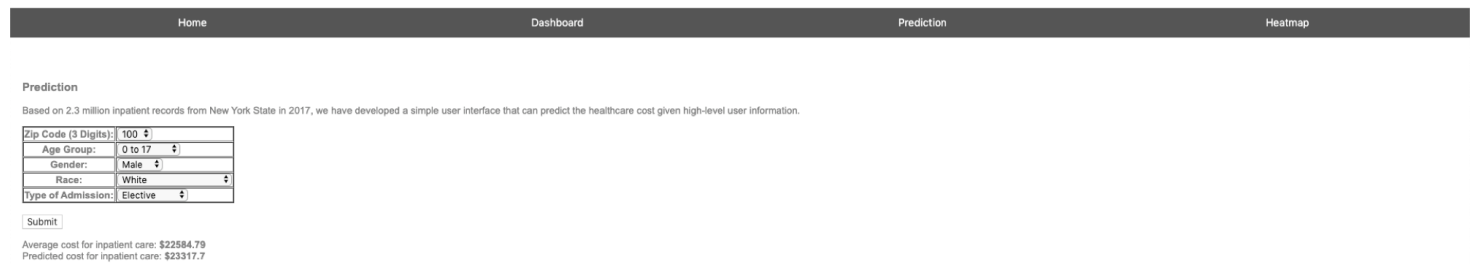 Home Dashboard Prediction Heatmap
Prediction
Based on 2.3 million inpatient records from New York State in 2017, we have developed a simple user interface that can predict the healthcare cost given high-level user information.
Zip Code (3 Digits): 100
Age Group: 0 to 17
Gender: Male
Race: White
Type of Admission: Elective
Submit
Average cost for inpatient care: $22584.79
Predicted cost for inpatient care: $23317.7